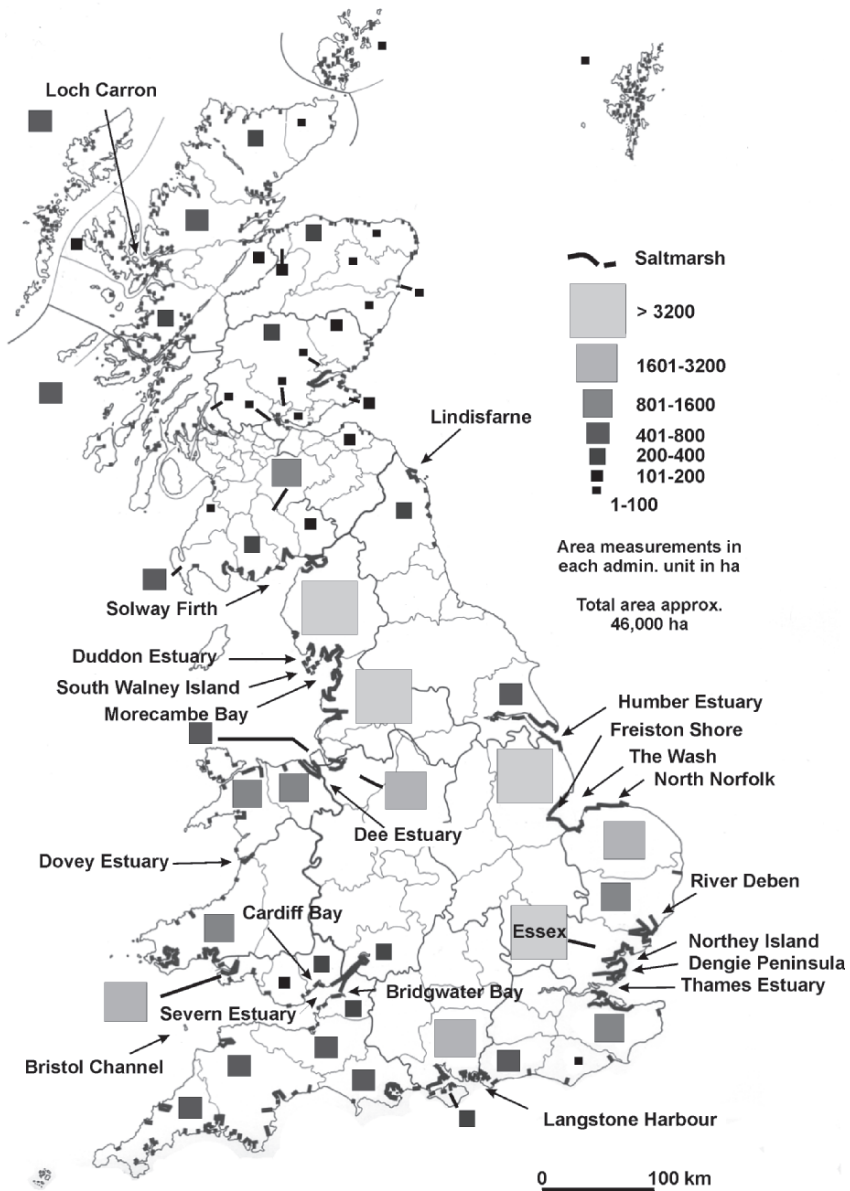 Loch Carron
Saltmarsh
> 3200
1601-3200
801-1600
401-800
200-400
101-200
1-100
Lindisfarne
Area measurements in
each admin. unit in ha
Total area approx.
46,000 ha
Solway Firth
Duddon Estuary
South Walney Island
Morecambe Bay
Humber Estuary
Freiston Shore
The Wash
North Norfolk
Dee Estuary
Dovey Estuary
River Deben
Cardiff Bay
Essex
Northey Island
Dengie Peninsula
Thames Estuary
Bridgwater Bay
Severn Estuary
Bristol Channel
Langstone Harbour
0 100 km